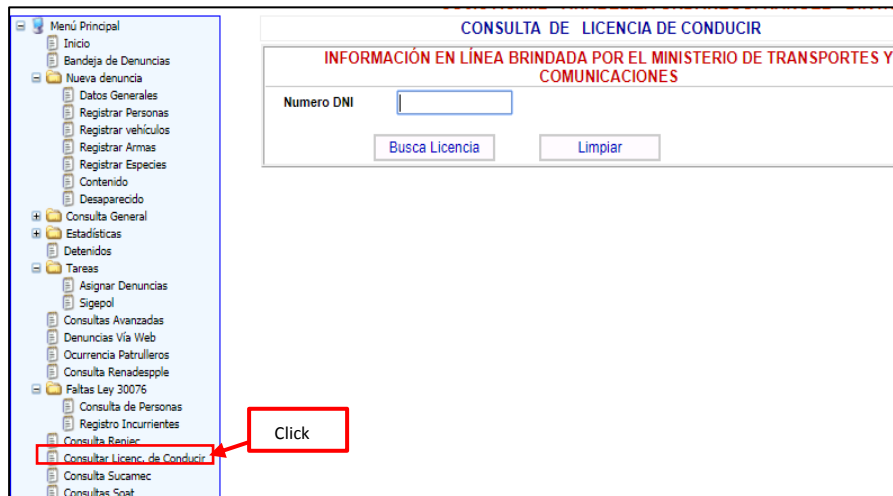 Menú Principal
Inicio
Bandeja de Denuncias
Nueva denuncia
Datos Generales
Registrar Personas
Registrar vehículos
Registrar Armas
Registrar Especies
Contenido
Desaparecido
Consulta General
Estadísticas
Detenidos
Tareas
Asignar Denuncias
Sigepol
Consultas Avanzadas
Denuncias Vía Web
Ocurrencia Patrulleros
Consulta Renadespple
Faltas Ley 30076
Consulta de Personas
Registro Incurrientes
Consulta Reniec
Consultar Licenc. de Conducir
Consulta Sucamec
Consultas Soat
CONSULTA DE LICENCIA DE CONDUCIR
INFORMACIÓN EN LÍNEA BRINDADA POR EL MINISTERIO DE TRANSPORTES Y
COMUNICACIONES
Numero DNI
Busca Licencia Limpiar
Click